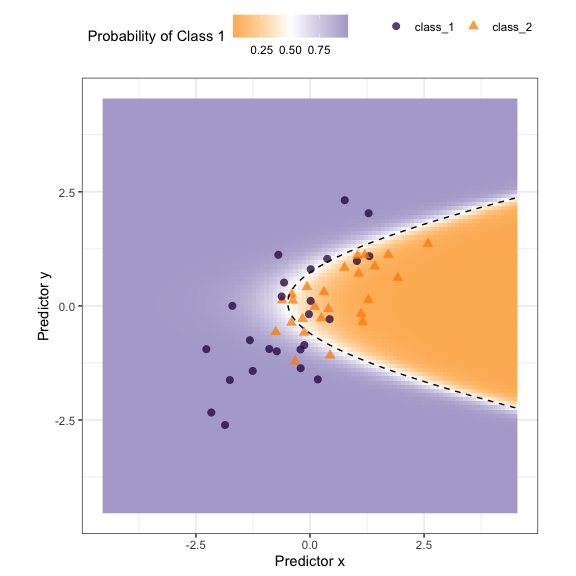 Probability of Class 1
0.25 0.50 0.75
class_1 class_2
Predictor y
2.5
0.0
-2.5
-2.5 0.0 2.5
Predictor x